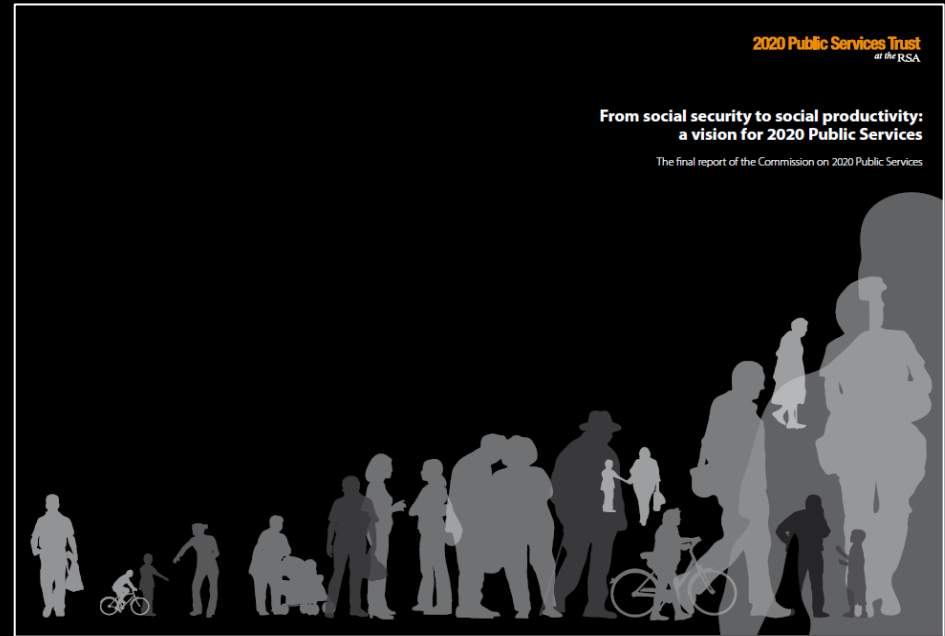 2020 Public Services Trust
at the RSA
From social security to social productivity:
a vision for 2020 Public Services
The final report of the Commission on 2020 Public Services